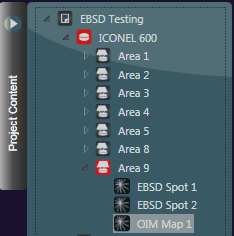 Project Content
EBSD Testing
ICONEL 600
Area 1
Area 2
Area 3
Area 4
Area 5
Area 8
Area 9
EBSD Spot 1
EBSD Spot 2
OIM Map 1